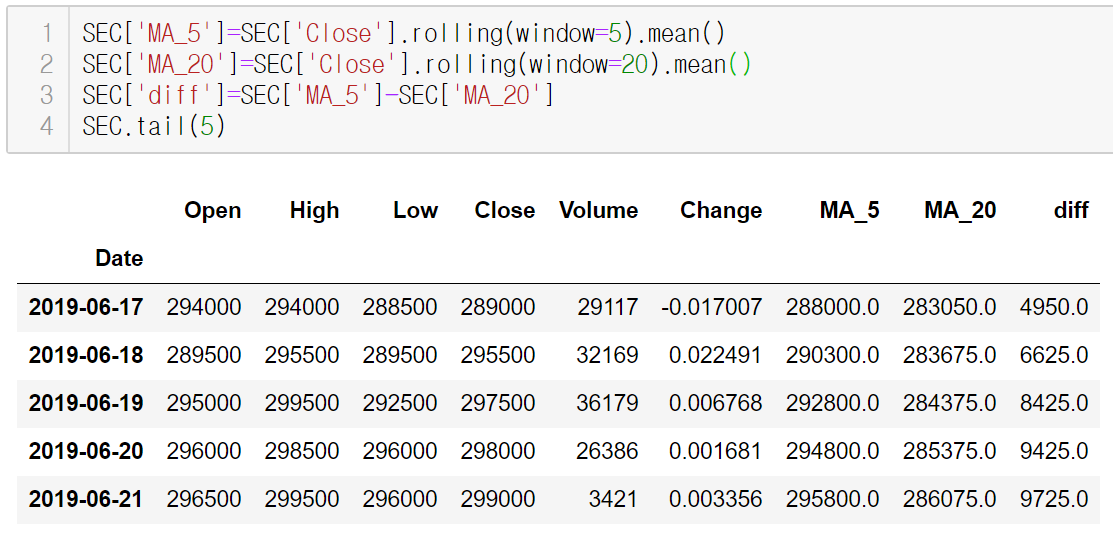 1 SEC['MA_5']=SEC['Close'].rolling(window=5).mean()
2 SEC['MA_20']=SEC['Close'].rolling(window=20).mean()
3 SEC['diff']=SEC['MA_5']-SEC['MA_20']
4 SEC.tail(5)
Open High Low Close Volume Change MA_5 MA_20 diff
Date
2019-06-17 294000 294000 288500 289000 29117 -0.017007 288000.0 283050.0 4950.0
2019-06-18 289500 295500 289500 295500 32169 0.022491 290300.0 283675.0 6625.0
2019-06-19 295000 299500 292500 297500 36179 0.006768 292800.0 284375.0 8425.0
2019-06-20 296000 298500 296000 298000 26386 0.001681 294800.0 285375.0 9425.0
2019-06-21 296500 299500 296000 299000 3421 0.003356 295800.0 286075.0 9725.0